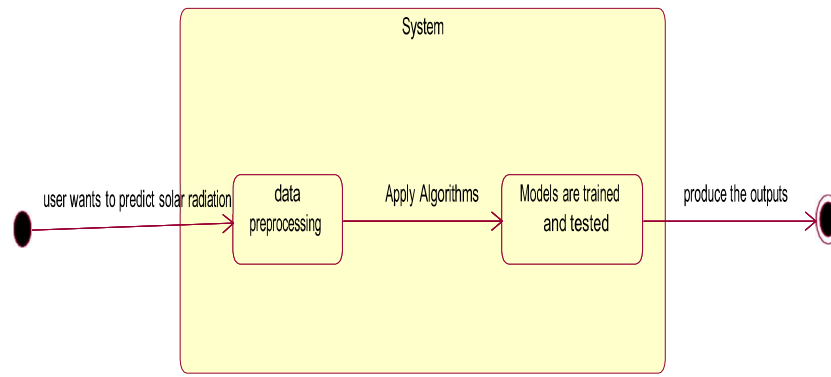 System
user wants to predict solar radiation
data
preprocessing
Apply Algorithms
Models are trained
and tested
produce the outputs